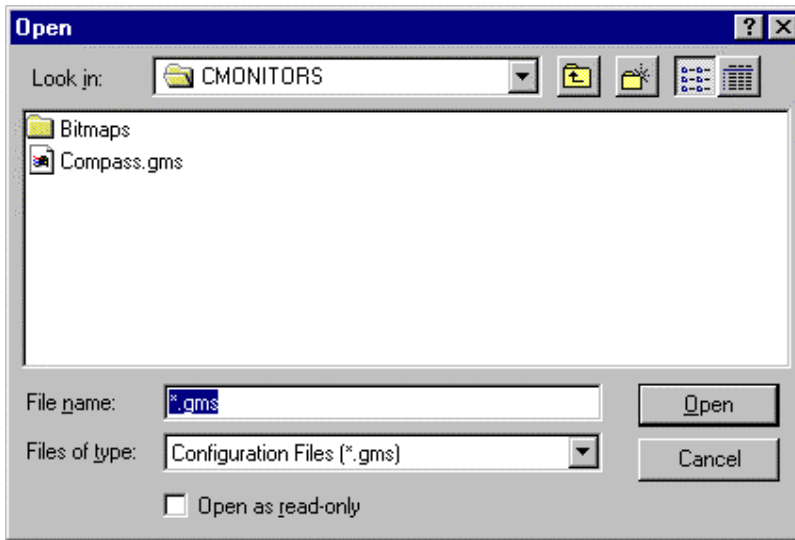 Open
Look in: CMONITORS
Bitmaps
Compass.gms
File name: *.gms Open
Files of type: Configuration Files (*.gms) Cancel
Open as read-only